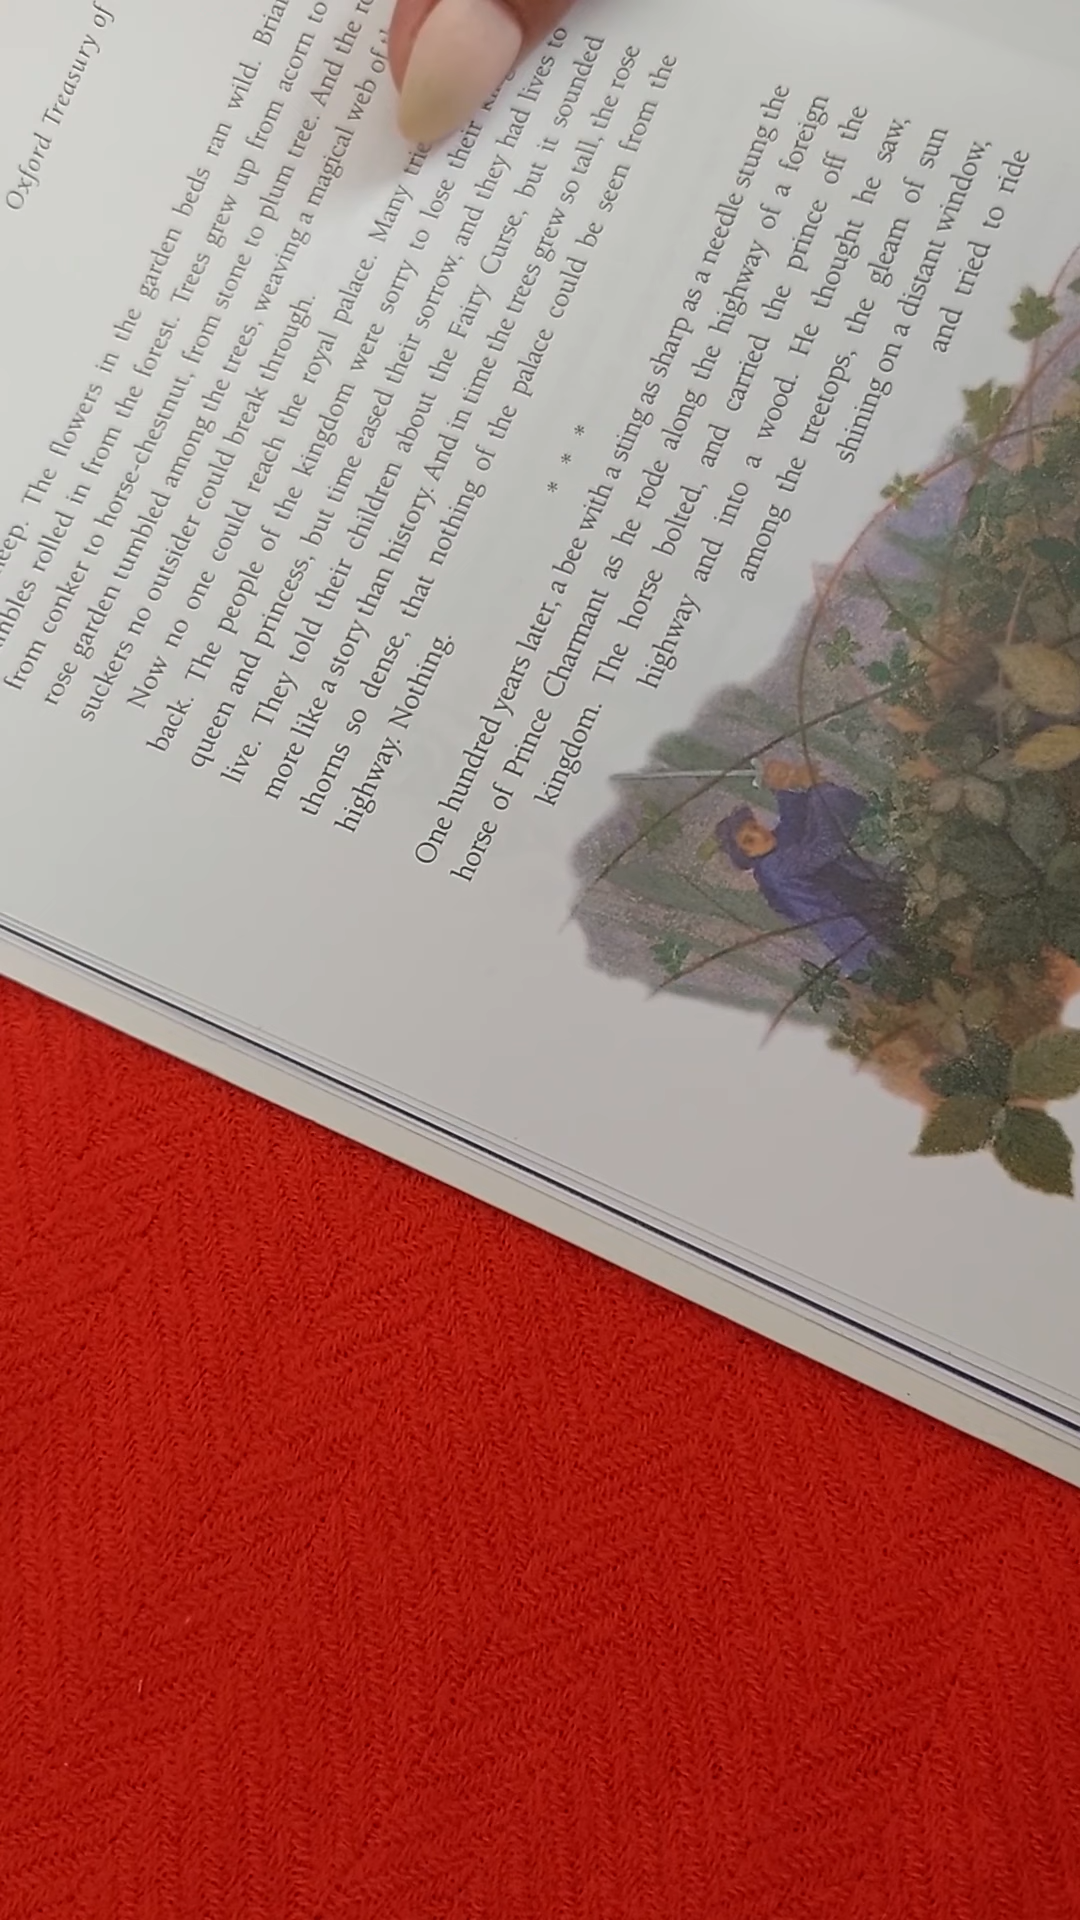 Oxford Treasury of
The flowers in the garden beds ran wild.
rolled in from the forest. Trees grew up from acorn to
from conker to horse-chestnut, from stone to plum tree. And the
rose garden tumbled among the trees, weaving a magical web of
suckers no outsider could break through.
Now no one could reach the royal palace. Many
back. The people of the kingdom were sorry to lose their
queen and princess, but time eased their sorrow, and they had lives to
live. They told their children about the Fairy Curse, but it sounded
more like a story than history. And in time the trees grew so tall, the rose
thorns so dense, that nothing of the palace could be seen from the
highway. Nothing.
* * *
One hundred years later, a bee with a sting as sharp as a needle stung the
horse of Prince Charmant as he rode along the highway of a foreign
kingdom. The horse bolted, and carried the prince off the
highway and into a wood. He thought he saw,
among the treetops, the gleam of sun
shining on a distant window,
and tried to ride